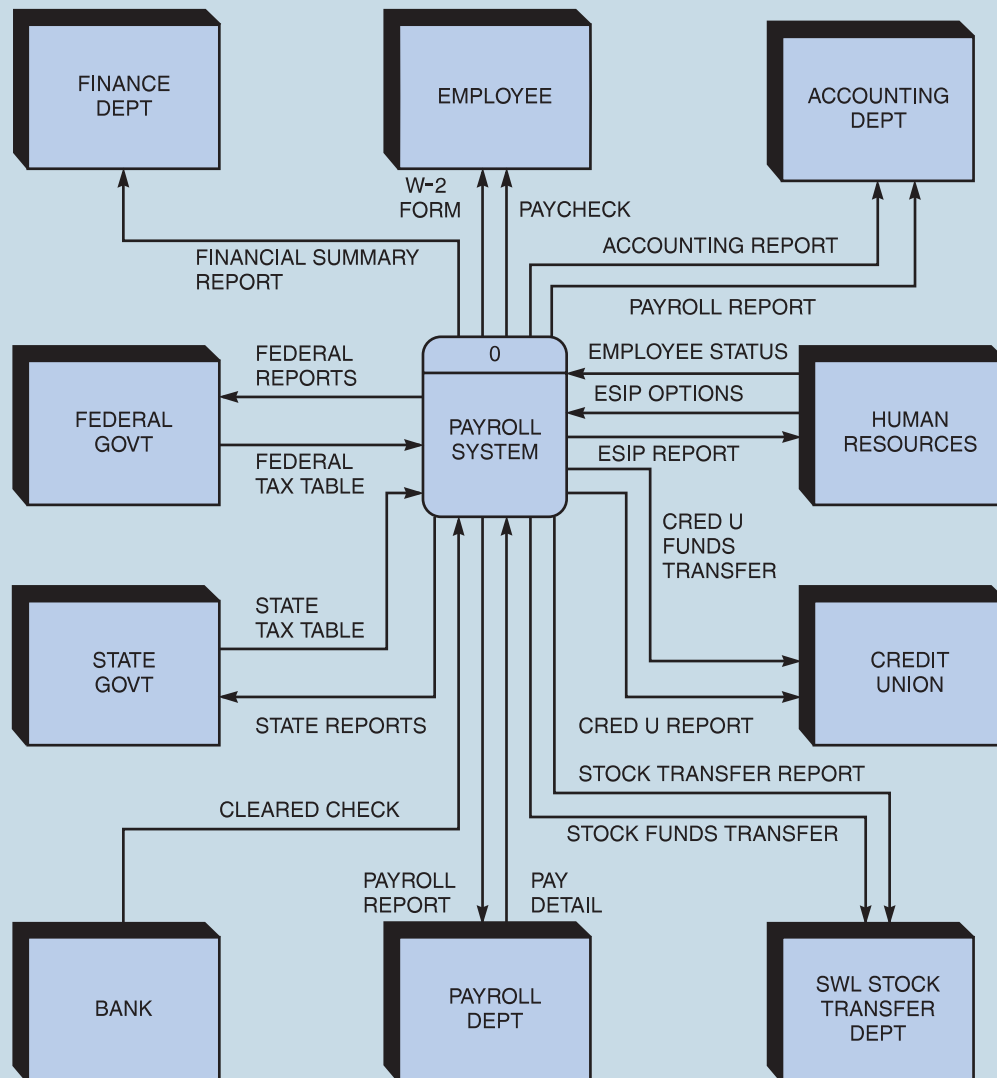 FINANCE
DEPT
EMPLOYEE
ACCOUNTING
DEPT
W-2
FORM
PAYCHECK
FINANCIAL SUMMARY
REPORT
ACCOUNTING REPORT
PAYROLL REPORT
0
PAYROLL
SYSTEM
FEDERAL
REPORTS
FEDERAL
GOVT
FEDERAL
TAX TABLE
EMPLOYEE STATUS
ESIP OPTIONS
ESIP REPORT
HUMAN
RESOURCES
CRED U
FUNDS
TRANSFER
STATE
TAX TABLE
STATE
GOVT
STATE REPORTS
CREDIT
UNION
CRED U REPORT
STOCK TRANSFER REPORT
STOCK FUNDS TRANSFER
CLEARED CHECK
PAYROLL
REPORT
PAY
DETAIL
BANK
PAYROLL
DEPT
SWL STOCK
TRANSFER
DEPT